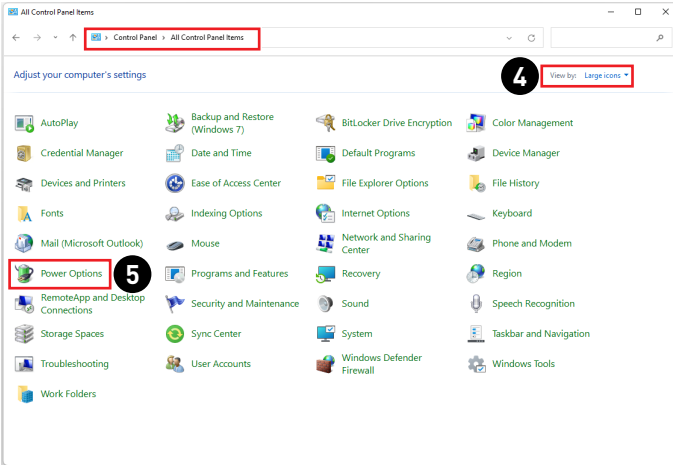 All Control Panel Items
Control Panel > All Control Panel Items
Adjust your computer's settings
4
View by: Large icons
AutoPlay
Backup and Restore
(Windows 7)
BitLocker Drive Encryption
Color Management
Credential Manager
Date and Time
Default Programs
Device Manager
Devices and Printers
Ease of Access Center
File Explorer Options
File History
Fonts
Indexing Options
Internet Options
Keyboard
Mail (Microsoft Outlook)
Mouse
Network and Sharing
Center
Phone and Modem
Power Options
5
Programs and Features
Recovery
Region
RemoteApp and Desktop
Connections
Security and Maintenance
Sound
Speech Recognition
Storage Spaces
Sync Center
System
Taskbar and Navigation
Troubleshooting
User Accounts
Windows Defender
Firewall
Windows Tools
Work Folders